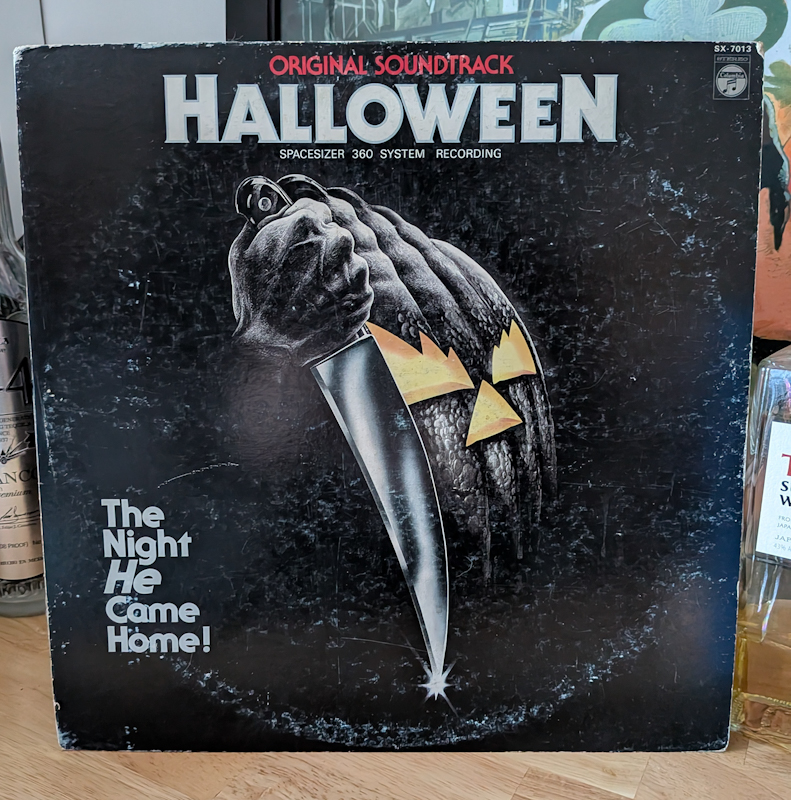 SX-7013
STEREO
Columbia
ORIGINAL SOUNDTRACK
HALLOWEEN
SPACESIZER 360 SYSTEM RECORDING
The
Night
He
Came
Home!